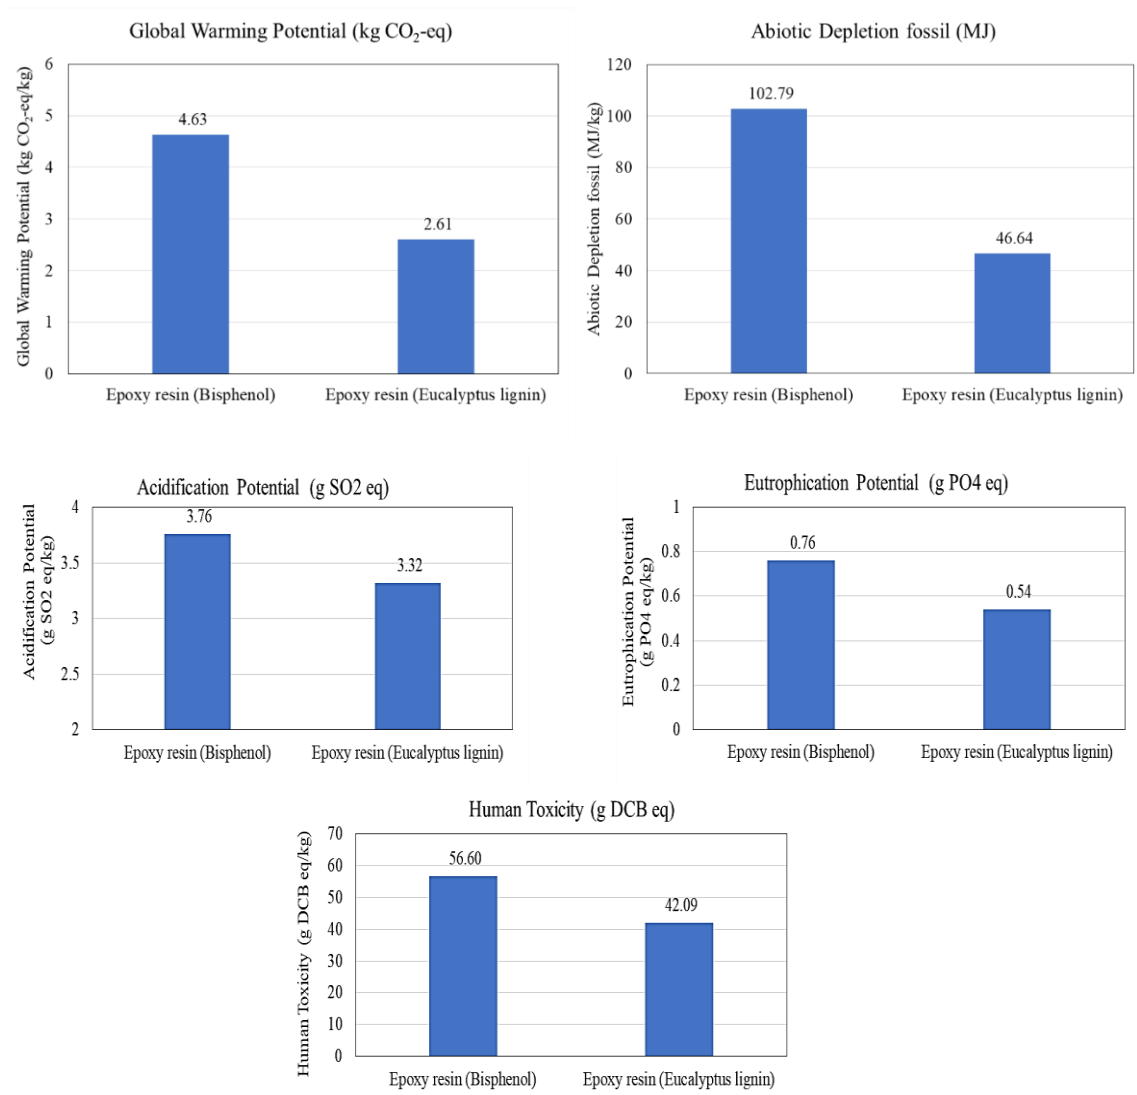 Global Warming Potential (kg CO₂-eq)
Global Warming Potential (kg CO₂-eq/kg)
6
5
4
3
2
1
0
4.63
2.61
Epoxy resin (Bisphenol)
Epoxy resin (Eucalyptus lignin)
Abiotic Depletion fossil (MJ)
Abiotic Depletion fossil (MJ/kg)
120
100
80
60
40
20
0
102.79
46.64
Epoxy resin (Bisphenol)
Epoxy resin (Eucalyptus lignin)
Acidification Potential (g SO2 eq)
Acidification Potential
(g SO2 eq/kg)
4
3.5
3
2.5
2
3.76
3.32
Epoxy resin (Bisphenol)
Epoxy resin (Eucalyptus lignin)
Eutrophication Potential (g PO4 eq)
Eutrophication Potential
(g PO4 eq/kg)
1
0.8
0.6
0.4
0.2
0
0.76
0.54
Epoxy resin (Bisphenol)
Epoxy resin (Eucalyptus lignin)
Human Toxicity (g DCB eq)
Human Toxicity (g DCB eq/kg)
70
60
50
40
30
20
10
0
56.60
42.09
Epoxy resin (Bisphenol)
Epoxy resin (Eucalyptus lignin)